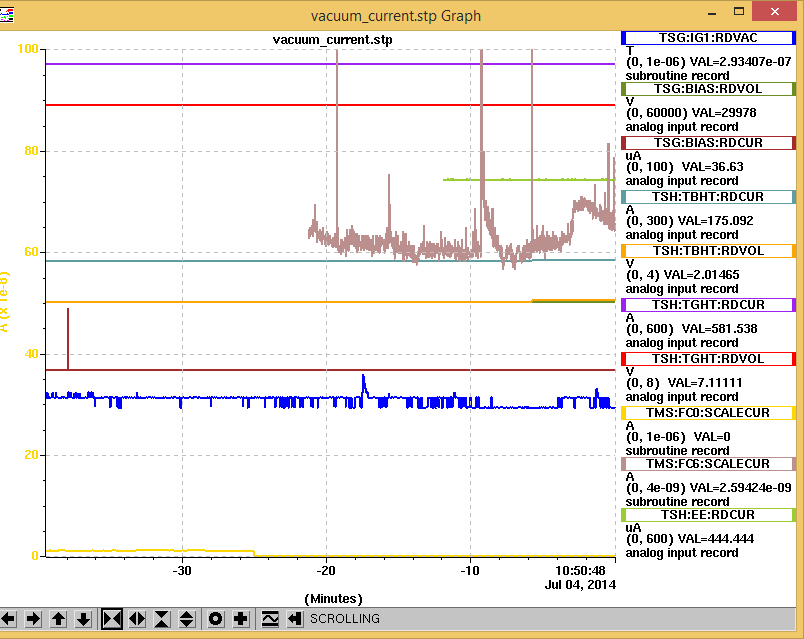 vacuum_current.stp Graph
vacuum_current.stp
100
80
60
40
20
0
A (x 1e-8)
-30
-20
-10
10:50:48
Jul 04, 2014
(Minutes)
TSG:IG1:RDVAC
T
(0, 1e-06) VAL=2.93407e-07
subroutine record
TSG:BIAS:RDVOL
V
(0, 60000) VAL=29978
analog input record
TSG:BIAS:RDCUR
uA
(0, 100) VAL=36.63
analog input record
TSH:TBHT:RDCUR
A
(0, 300) VAL=175.092
analog input record
TSH:TBHT:RDVOL
V
(0, 4) VAL=2.01465
analog input record
TSH:TGHT:RDCUR
A
(0, 600) VAL=581.538
analog input record
TSH:TGHT:RDVOL
V
(0, 8) VAL=7.11111
analog input record
TMS:FC0:SCALECUR
A
(0, 1e-06) VAL=0
subroutine record
TMS:FC6:SCALECUR
A
(0, 4e-09) VAL=2.59424e-09
subroutine record
TSH:EE:RDCUR
uA
(0, 600) VAL=444.444
analog input record
SCROLLING